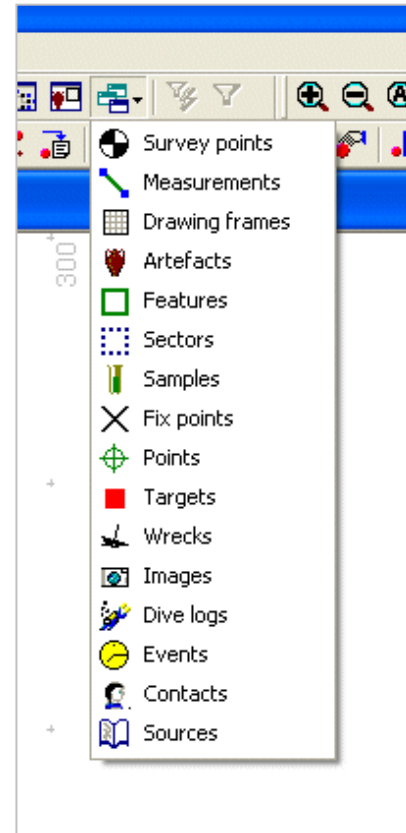 Survey points
Measurements
300
Drawing frames
Artefacts
Features
Sectors
Samples
Fix points
Points
Targets
Wrecks
Images
Dive logs
Events
Contacts
Sources